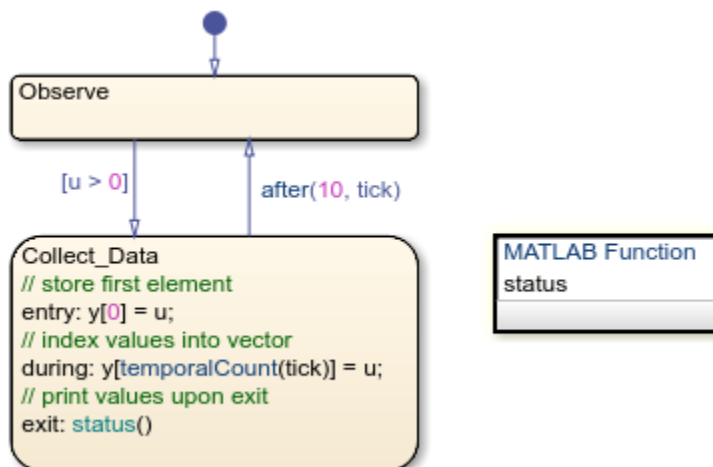 Observe
[u > 0]
after(10, tick)
Collect_Data
// store first element
entry: y[0] = u;
// index values into vector
during: y[temporalCount(tick)] = u;
// print values upon exit
exit: status()
MATLAB Function
status